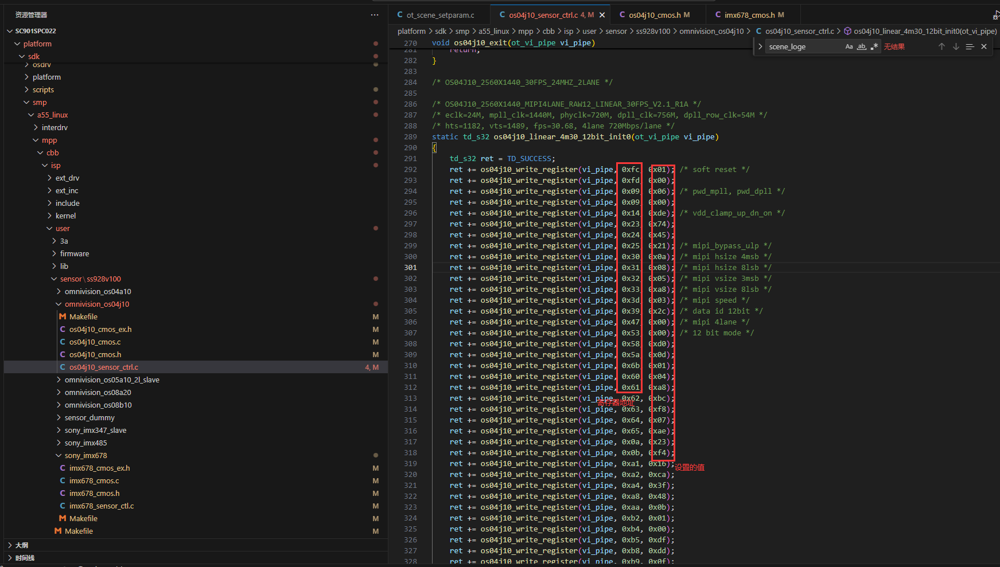 资源管理器
···
SC901SPC022
platform
sdk
osdrv
platform
scripts
smp
a55_linux
interdrv
mpp
cbb
isp
ext_drv
ext_inc
include
kernel
user
3a
firmware
lib
sensor\ss928v100
omnivision_os04a10
omnivision_os04j10
Makefile M
os04j10_cmos_ex.h M
os04j10_cmos.c M
os04j10_cmos.h M
os04j10_sensor_ctrl.c 4, M
omnivision_os05a10_2l_slave
omnivision_os08a20
omnivision_os08b10
sensor_dummy
sony_imx347_slave
sony_imx485
sony_imx678
imx678_cmos_ex.h M
imx678_cmos.c M
imx678_cmos.h M
imx678_sensor_ctl.c M
Makefile M
Makefile M
大纲
时间线
ot_scene_setparam.c
os04j10_sensor_ctrl.c 4, M
os04j10_cmos.h M
imx678_cmos.h M
platform > sdk > smp > a55_linux > mpp > cbb > isp > user > sensor > ss928v100 > omnivision_os04j10 > os04j10_sensor_ctrl.c > os04j10_linear_4m30_12bit_init0(ot_vi_pipe)
scene_loge Aa ab .* 无结果
270 void os04j10_exit(ot_vi_pipe vi_pipe)
281 return;
282 }
283
284 /* OS04J10_2560X1440_30FPS_24MHZ_2LANE */
285
286 /* OS04J10_2560X1440_MIPI4LANE_RAW12_LINEAR_30FPS_V2.1_R1A */
287 /* eclk=24M, mpll_clk=1440M, phyclk=720M, dpll_clk=756M, dpll_row_clk=54M */
288 /* hts=1182, vts=1489, fps=30.68, 4lane 720Mbps/lane */
289 static td_s32 os04j10_linear_4m30_12bit_init0(ot_vi_pipe vi_pipe)
290 {
291 td_s32 ret = TD_SUCCESS;
292 ret += os04j10_write_register(vi_pipe, 0xfc, 0x01); /* soft reset */
293 ret += os04j10_write_register(vi_pipe, 0xfd, 0x00);
294 ret += os04j10_write_register(vi_pipe, 0x09, 0x06); /* pwd_mpll, pwd_dpll */
295 ret += os04j10_write_register(vi_pipe, 0x09, 0x00);
296 ret += os04j10_write_register(vi_pipe, 0x14, 0xde); /* vdd_clamp_up_dn_on */
297 ret += os04j10_write_register(vi_pipe, 0x23, 0x74);
298 ret += os04j10_write_register(vi_pipe, 0x24, 0x45);
299 ret += os04j10_write_register(vi_pipe, 0x25, 0x21); /* mipi_bypass_ulp */
300 ret += os04j10_write_register(vi_pipe, 0x30, 0x0a); /* mipi hsize 4msb */
301 ret += os04j10_write_register(vi_pipe, 0x31, 0x08); /* mipi hsize 8lsb */
302 ret += os04j10_write_register(vi_pipe, 0x32, 0x05); /* mipi vsize 3msb */
303 ret += os04j10_write_register(vi_pipe, 0x33, 0xa8); /* mipi vsize 8lsb */
304 ret += os04j10_write_register(vi_pipe, 0x3d, 0x03); /* mipi speed */
305 ret += os04j10_write_register(vi_pipe, 0x39, 0x2c); /* data id 12bit */
306 ret += os04j10_write_register(vi_pipe, 0x47, 0x00); /* mipi 4lane */
307 ret += os04j10_write_register(vi_pipe, 0x53, 0x00); /* 12 bit mode */
308 ret += os04j10_write_register(vi_pipe, 0x58, 0xd0);
309 ret += os04j10_write_register(vi_pipe, 0x5a, 0x0d);
310 ret += os04j10_write_register(vi_pipe, 0x6b, 0x01);
311 ret += os04j10_write_register(vi_pipe, 0x60, 0x04);
312 ret += os04j10_write_register(vi_pipe, 0x61, 0xa8);
313 ret += os04j10_write_register(vi_pipe, 0x62, 0xbc);
寄存器地址
314 ret += os04j10_write_register(vi_pipe, 0x63, 0xf8);
315 ret += os04j10_write_register(vi_pipe, 0x64, 0x07);
316 ret += os04j10_write_register(vi_pipe, 0x65, 0xae);
317 ret += os04j10_write_register(vi_pipe, 0x0a, 0x23);
318 ret += os04j10_write_register(vi_pipe, 0x0b, 0xf4);
319 ret += os04j10_write_register(vi_pipe, 0xa1, 0x16);
设置的值
320 ret += os04j10_write_register(vi_pipe, 0xa2, 0xca);
321 ret += os04j10_write_register(vi_pipe, 0xa4, 0x3f);
322 ret += os04j10_write_register(vi_pipe, 0xa8, 0x48);
323 ret += os04j10_write_register(vi_pipe, 0xaa, 0x0b);
324 ret += os04j10_write_register(vi_pipe, 0xb2, 0x01);
325 ret += os04j10_write_register(vi_pipe, 0xb4, 0x00);
326 ret += os04j10_write_register(vi_pipe, 0xb5, 0xdf);
327 ret += os04j10_write_register(vi_pipe, 0xb8, 0xdd);
328 ret += os04j10_write_register(vi_pipe, 0xb9, 0x0f);